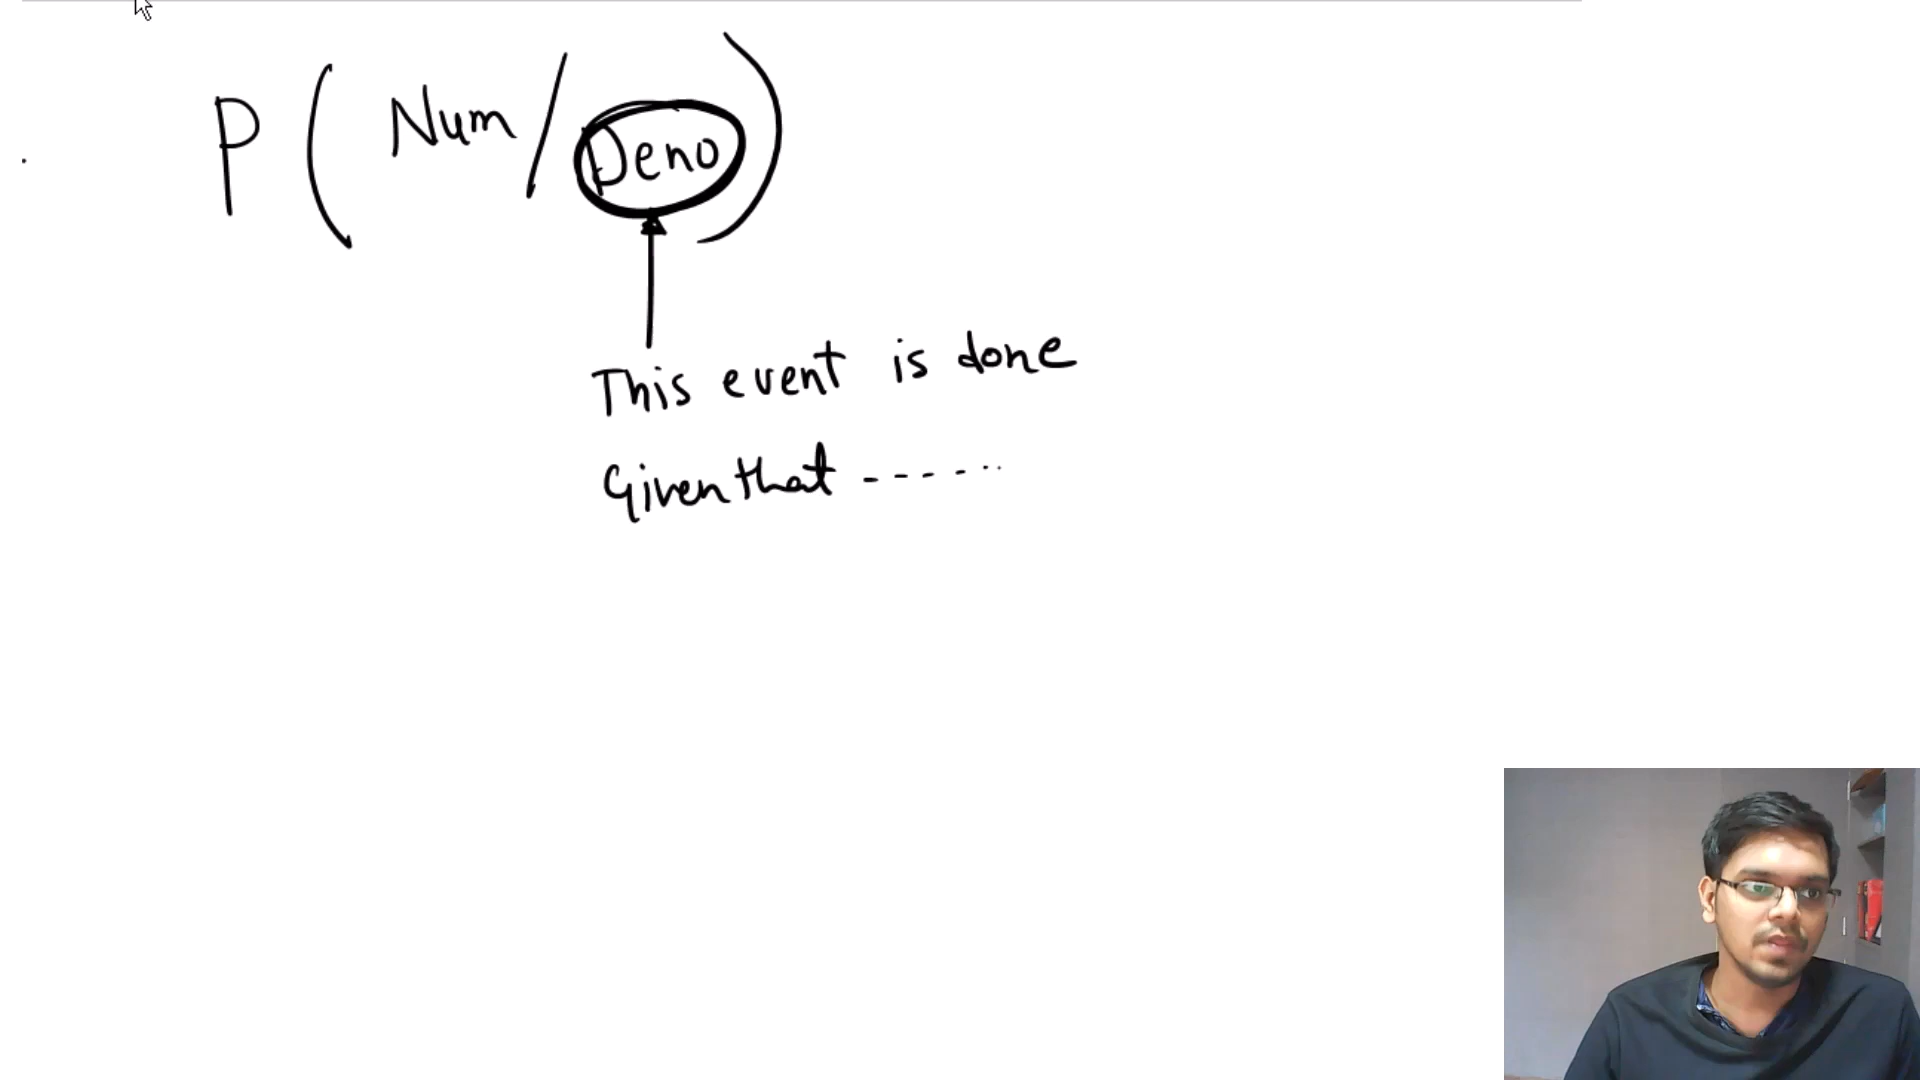 P ( Num / Deno )
This event is done
Given that ------